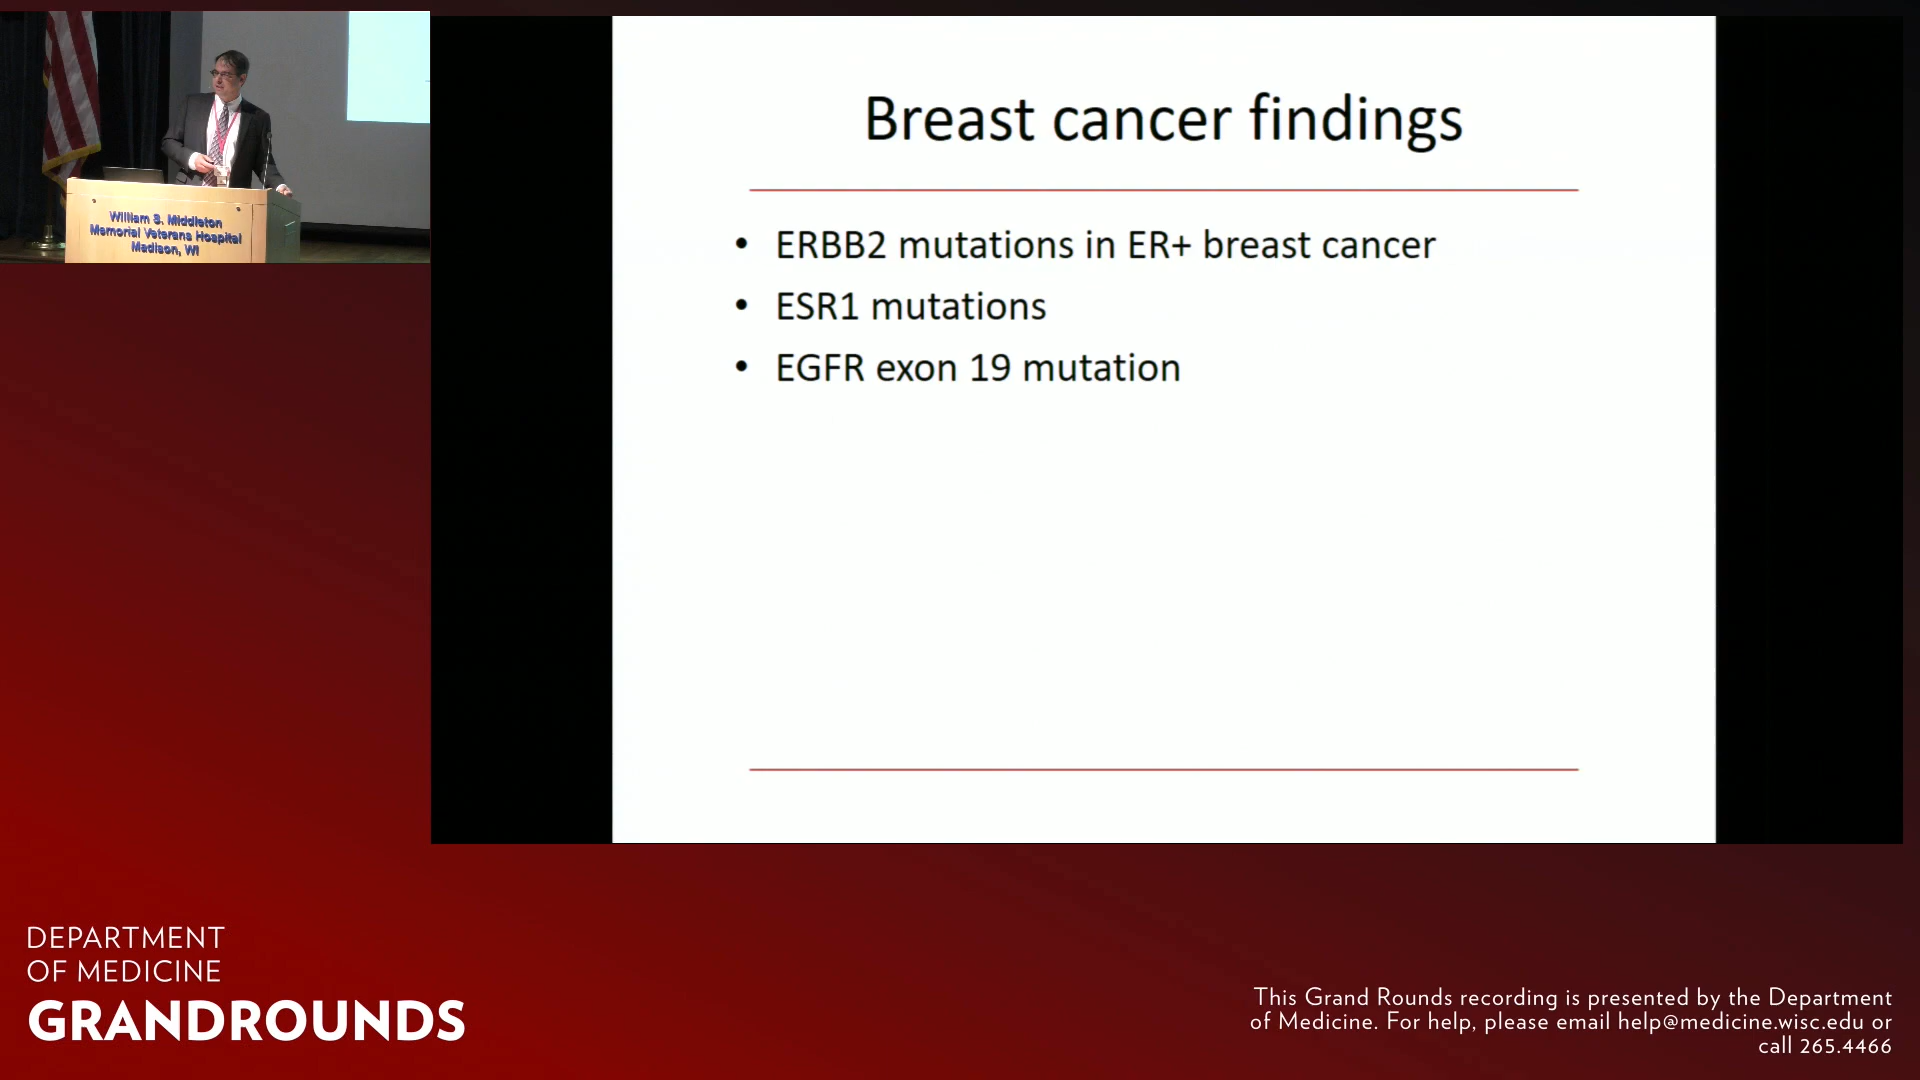 William S. Middleton
Memorial Veterans Hospital
Madison, WI
Breast cancer findings
• ERBB2 mutations in ER+ breast cancer
• ESR1 mutations
• EGFR exon 19 mutation
DEPARTMENT
OF MEDICINE
GRANDROUNDS
This Grand Rounds recording is presented by the Department
of Medicine. For help, please email help@medicine.wisc.edu or
call 265.4466